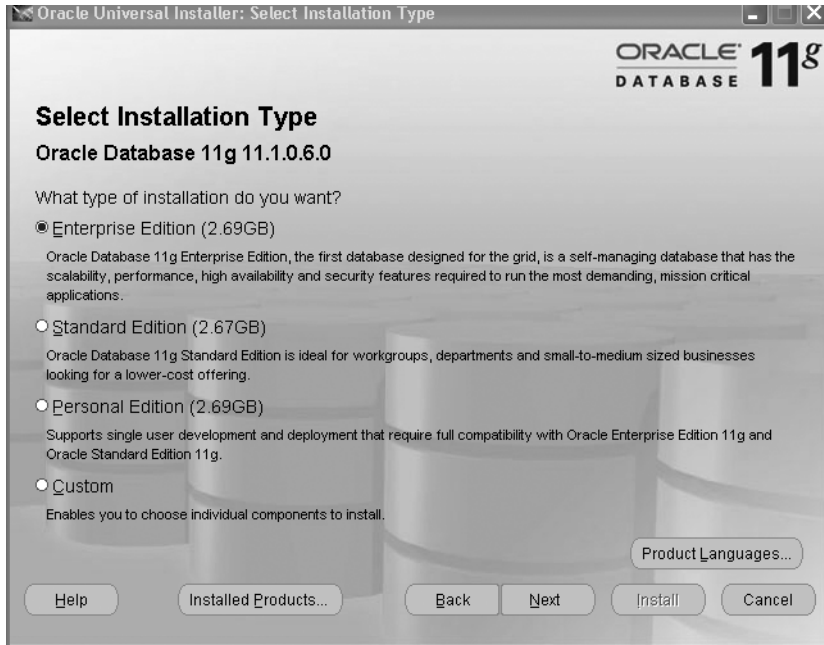 Oracle Universal Installer: Select Installation Type
ORACLE
DATABASE 11g
Select Installation Type
Oracle Database 11g 11.1.0.6.0
What type of installation do you want?
Enterprise Edition (2.69GB)
Oracle Database 11g Enterprise Edition, the first database designed for the grid, is a self-managing database that has the
scalability, performance, high availability and security features required to run the most demanding, mission critical
applications.
Standard Edition (2.67GB)
Oracle Database 11g Standard Edition is ideal for workgroups, departments and small-to-medium sized businesses
looking for a lower-cost offering.
Personal Edition (2.69GB)
Supports single user development and deployment that require full compatibility with Oracle Enterprise Edition 11g and
Oracle Standard Edition 11g.
Custom
Enables you to choose individual components to install.
Product Languages...
Help Installed Products... Back Next Install Cancel